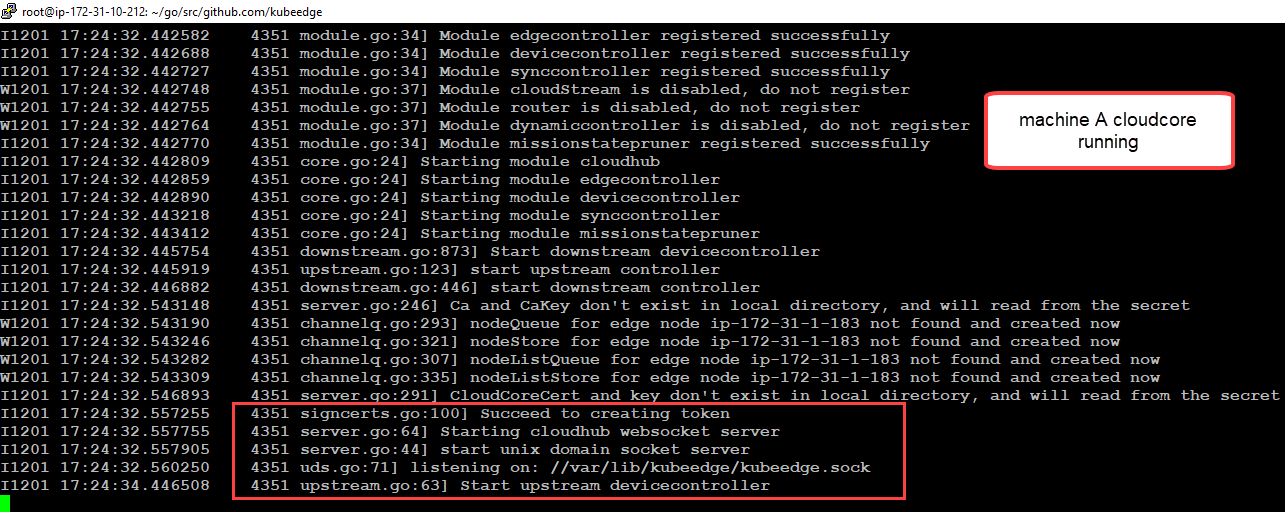 root@ip-172-31-10-212: ~/go/src/github.com/kubeedge
I1201 17:24:32.442582    4351 module.go:34] Module edgecontroller registered successfully
I1201 17:24:32.442688    4351 module.go:34] Module devicecontroller registered successfully
I1201 17:24:32.442727    4351 module.go:34] Module synccontroller registered successfully
W1201 17:24:32.442748    4351 module.go:37] Module cloudStream is disabled, do not register
W1201 17:24:32.442755    4351 module.go:37] Module router is disabled, do not register
W1201 17:24:32.442764    4351 module.go:37] Module dynamiccontroller is disabled, do not register
I1201 17:24:32.442770    4351 module.go:34] Module missionstatepruner registered successfully
I1201 17:24:32.442809    4351 core.go:24] Starting module cloudhub
I1201 17:24:32.442859    4351 core.go:24] Starting module edgecontroller
I1201 17:24:32.442890    4351 core.go:24] Starting module devicecontroller
I1201 17:24:32.443218    4351 core.go:24] Starting module synccontroller
I1201 17:24:32.443412    4351 core.go:24] Starting module missionstatepruner
I1201 17:24:32.445754    4351 downstream.go:873] Start downstream devicecontroller
I1201 17:24:32.445919    4351 upstream.go:123] start upstream controller
I1201 17:24:32.446882    4351 downstream.go:446] start downstream controller
I1201 17:24:32.543148    4351 server.go:246] Ca and CaKey don't exist in local directory, and will read from the secret
W1201 17:24:32.543190    4351 channelq.go:293] nodeQueue for edge node ip-172-31-1-183 not found and created now
W1201 17:24:32.543246    4351 channelq.go:321] nodeStore for edge node ip-172-31-1-183 not found and created now
W1201 17:24:32.543282    4351 channelq.go:307] nodeListQueue for edge node ip-172-31-1-183 not found and created now
W1201 17:24:32.543309    4351 channelq.go:335] nodeListStore for edge node ip-172-31-1-183 not found and created now
I1201 17:24:32.546893    4351 server.go:291] CloudCoreCert and key don't exist in local directory, and will read from the secret
I1201 17:24:32.557255    4351 signcerts.go:100] Succeed to creating token
I1201 17:24:32.557755    4351 server.go:64] Starting cloudhub websocket server
I1201 17:24:32.557905    4351 server.go:44] start unix domain socket server
I1201 17:24:32.560250    4351 uds.go:71] listening on: //var/lib/kubeedge/kubeedge.sock
I1201 17:24:34.446508    4351 upstream.go:63] Start upstream devicecontroller
machine A cloudcore
running